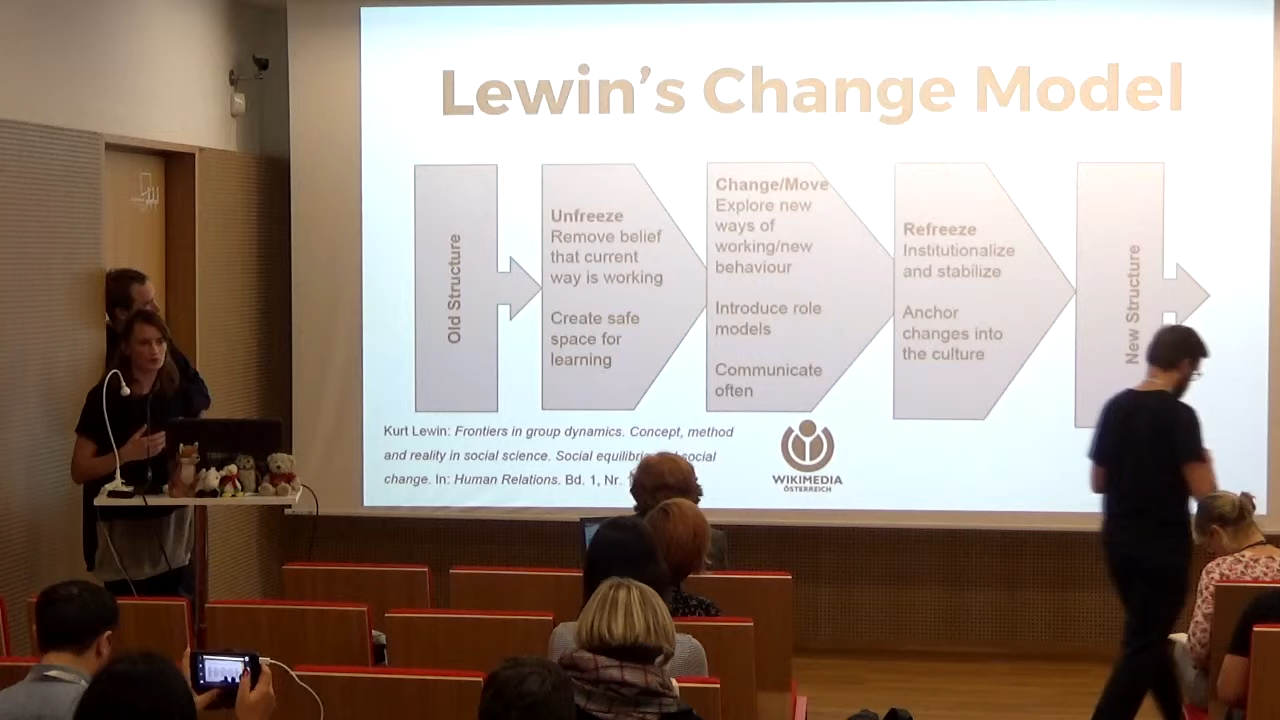 Lewin's Change Model
Old Structure
Unfreeze
Remove belief
that current
way is working
Create safe
space for
learning
Change/Move
Explore new
ways of
working/new
behaviour
Introduce role
models
Communicate
often
Refreeze
Institutionalize
and stabilize
Anchor
changes into
the culture
New Structure
Kurt Lewin: Frontiers in group dynamics. Concept, method
and reality in social science. Social social
change. In: Human Relations. Bd. 1, Nr.
WIKIMEDIA
ÖSTERREICH